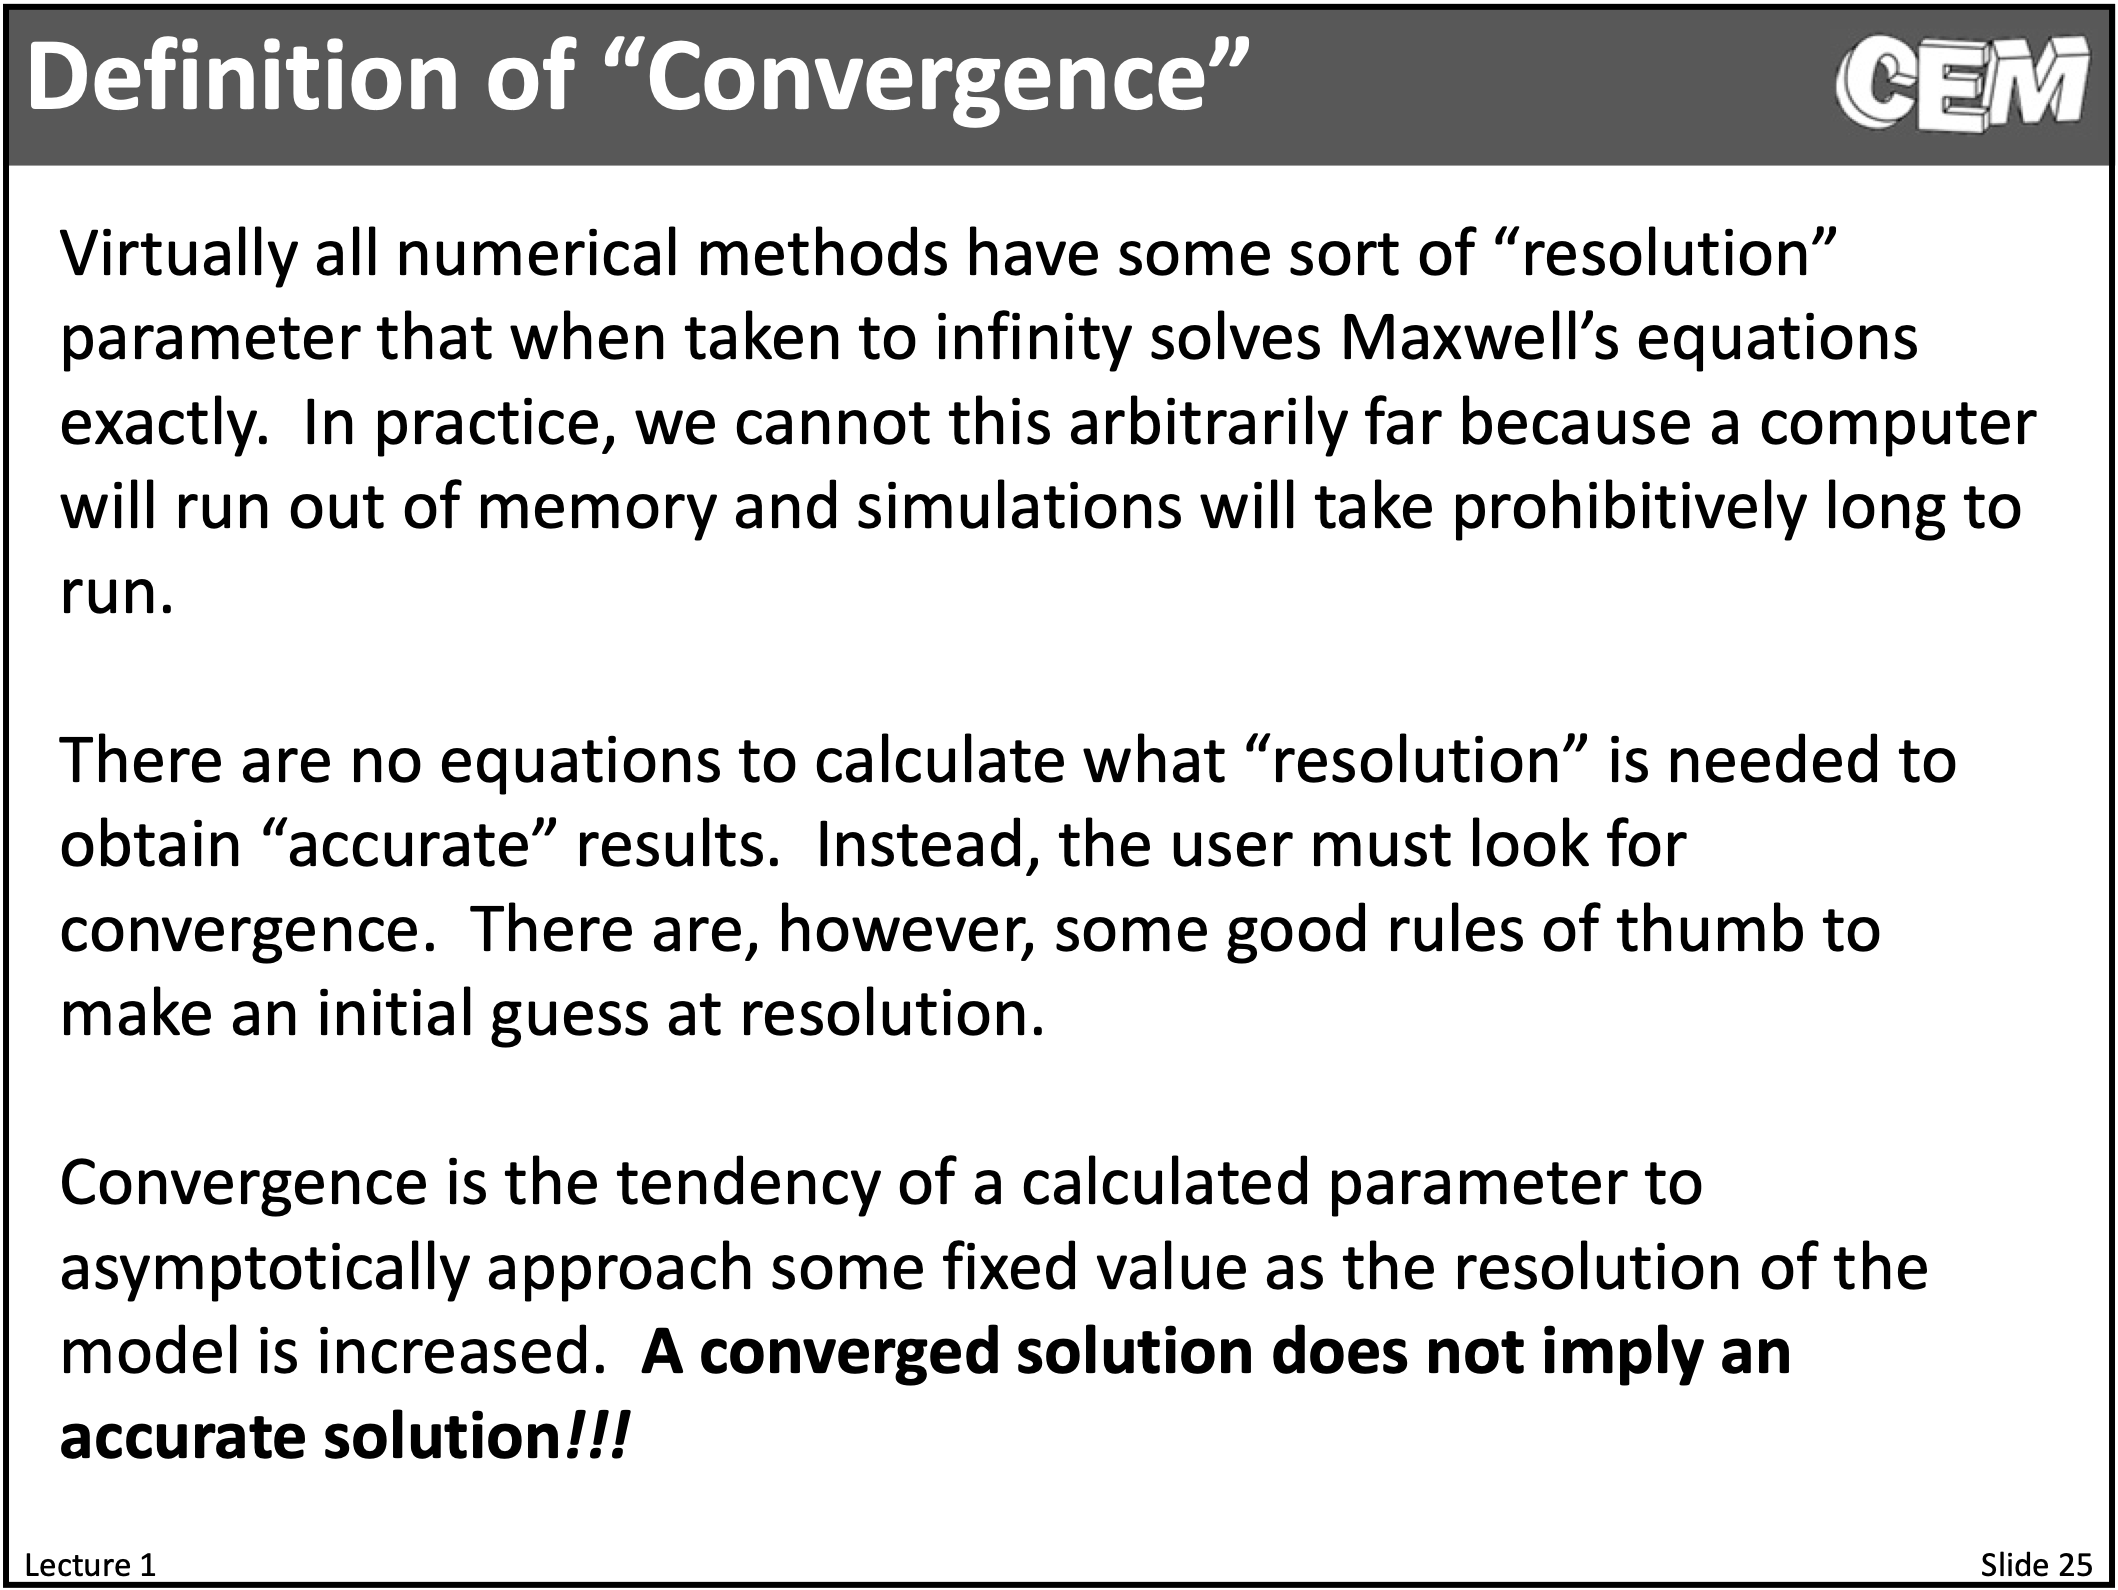 Definition of “Convergence”
CEM
Virtually all numerical methods have some sort of “resolution”
parameter that when taken to infinity solves Maxwell’s equations
exactly.  In practice, we cannot this arbitrarily far because a computer
will run out of memory and simulations will take prohibitively long to
run.
There are no equations to calculate what “resolution” is needed to
obtain “accurate” results.  Instead, the user must look for
convergence.  There are, however, some good rules of thumb to
make an initial guess at resolution.
Convergence is the tendency of a calculated parameter to
asymptotically approach some fixed value as the resolution of the
model is increased.  A converged solution does not imply an
accurate solution!!!
Lecture 1
Slide 25